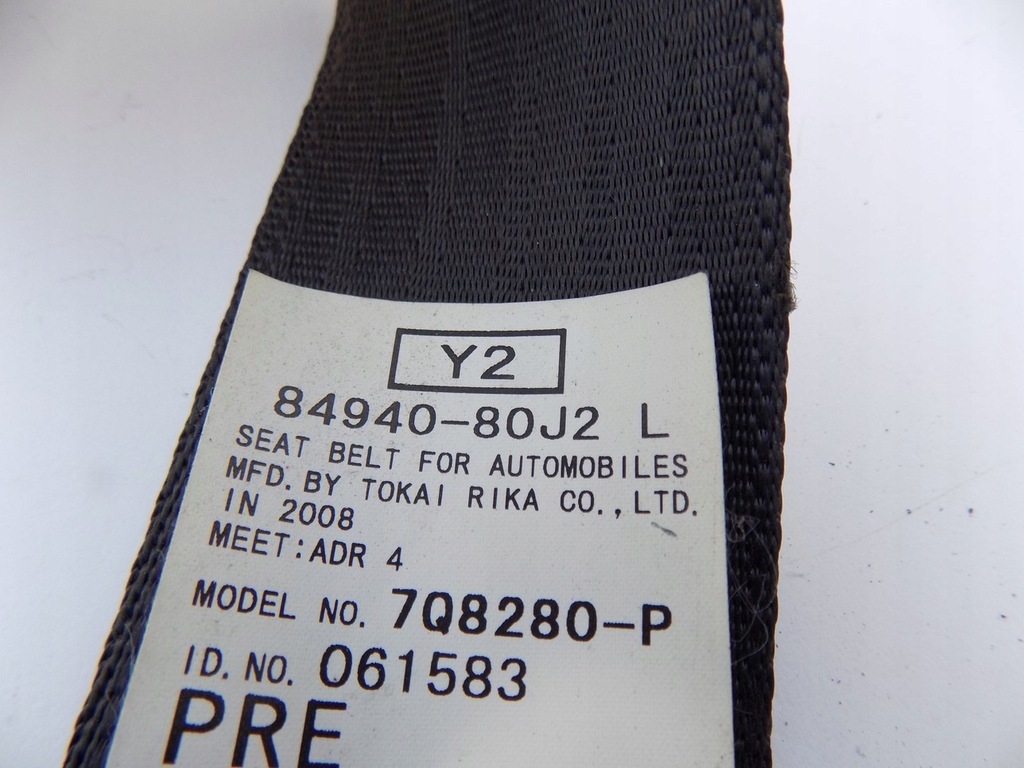 Y2
84940-80J2 L
SEAT BELT FOR AUTOMOBILES
MFD. BY TOKAI RIKA CO., LTD.
IN 2008
MEET:ADR 4
MODEL NO. 7Q8280-P
ID. NO. 061583
PRE